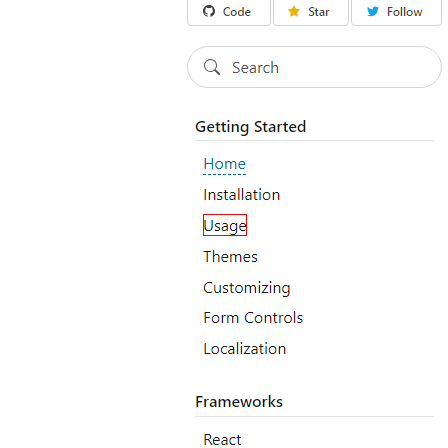 Code Star Follow
Search
Getting Started
Home
Installation
Usage
Themes
Customizing
Form Controls
Localization
Frameworks
React